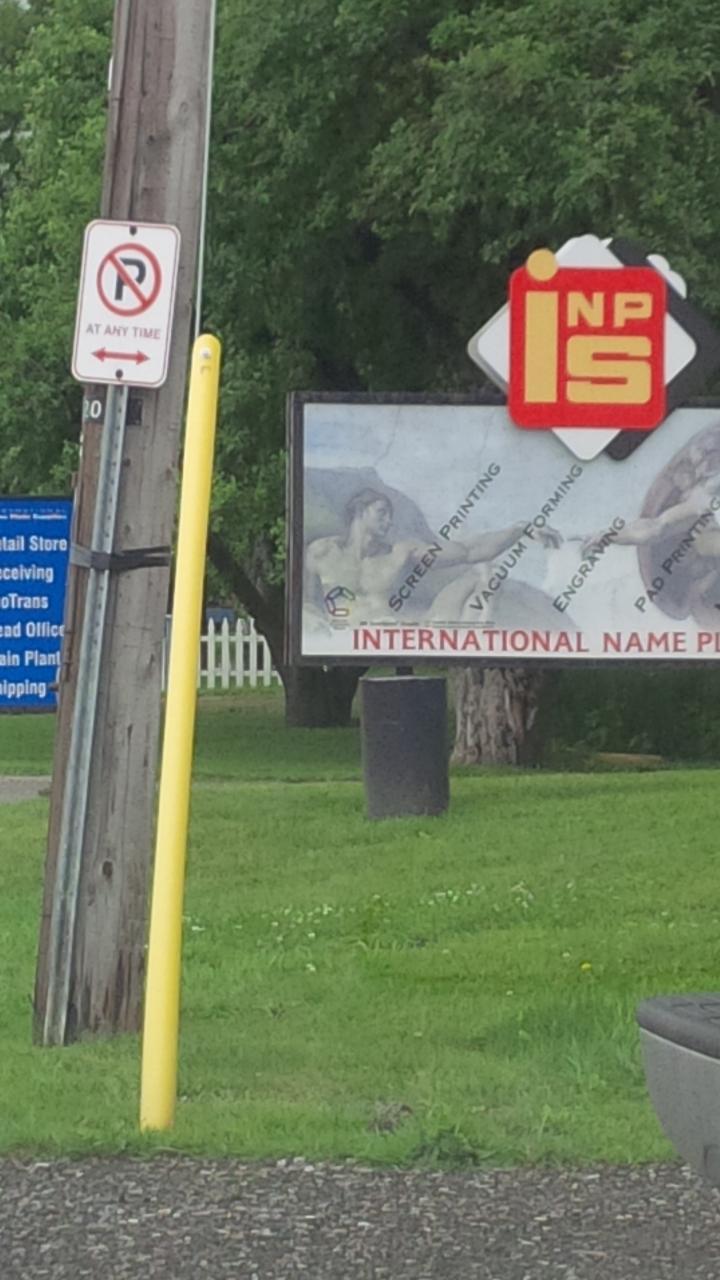 P
AT ANY TIME
20
tail Store
ceiving
oTrans
ead Office
ain Plant
ipping
iNPS
SCREEN PRINTING
VACUUM FORMING
ENGRAVING
PAD PRINTING
INTERNATIONAL NAME PL